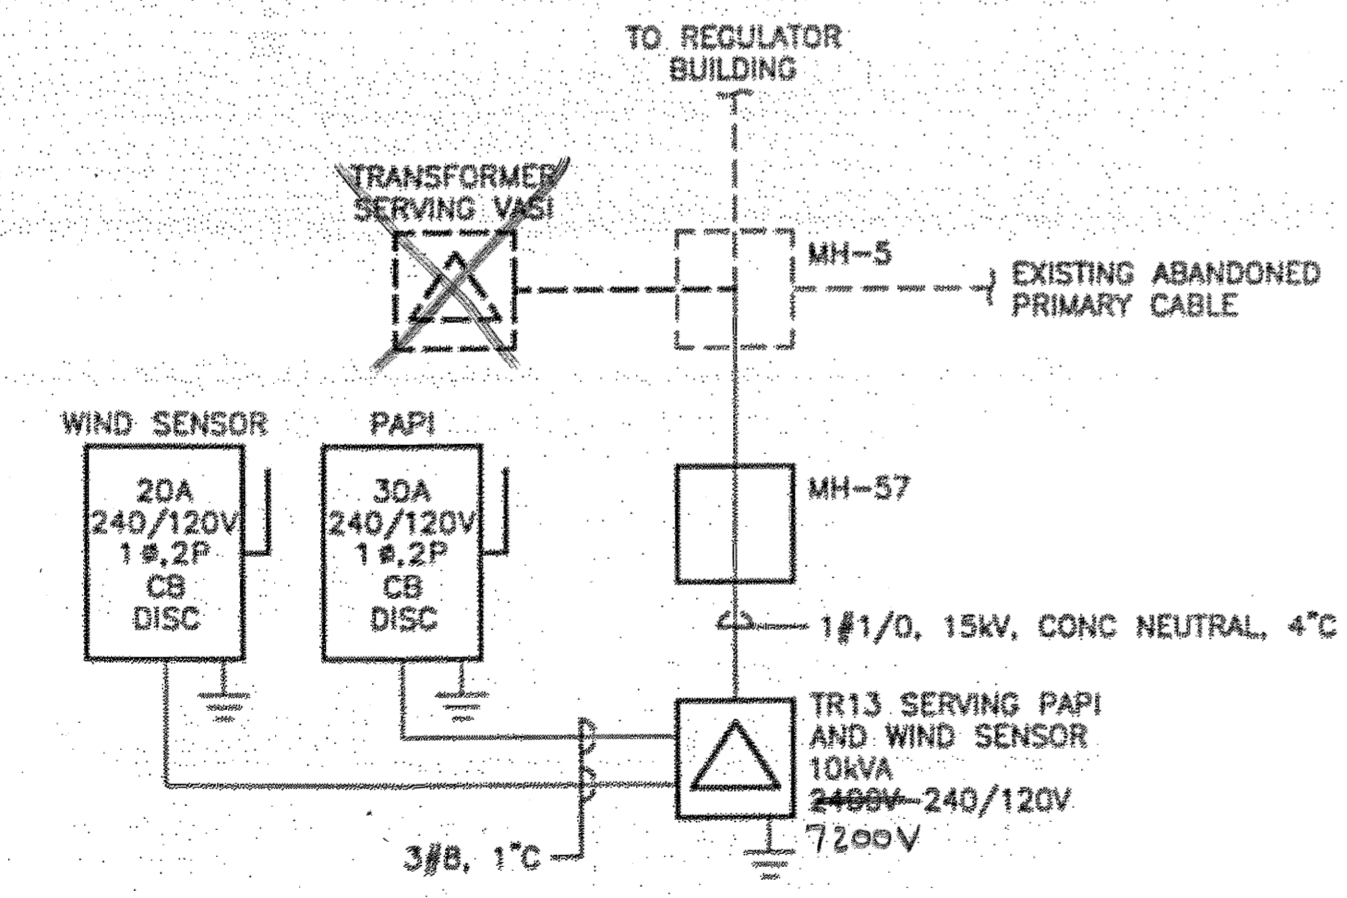 TO REGULATOR
BUILDING
TRANSFORMER
SERVING VASI
MH-5
EXISTING ABANDONED
PRIMARY CABLE
WIND SENSOR
20A
240/120V
1ø,2P
CB
DISC
PAPI
30A
240/120V
1ø,2P
CB
DISC
MH-57
1#1/0, 15kV, CONC NEUTRAL, 4"C
TR13 SERVING PAPI
AND WIND SENSOR
10kVA
2400V-240/120V
7200V
3#8, 1"C